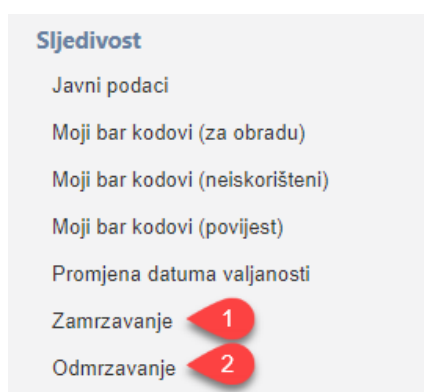 Sljedivost
Javni podaci
Moji bar kodovi (za obradu)
Moji bar kodovi (neiskorišteni)
Moji bar kodovi (povijest)
Promjena datuma valjanosti
Zamrzavanje 1
Odmrzavanje 2